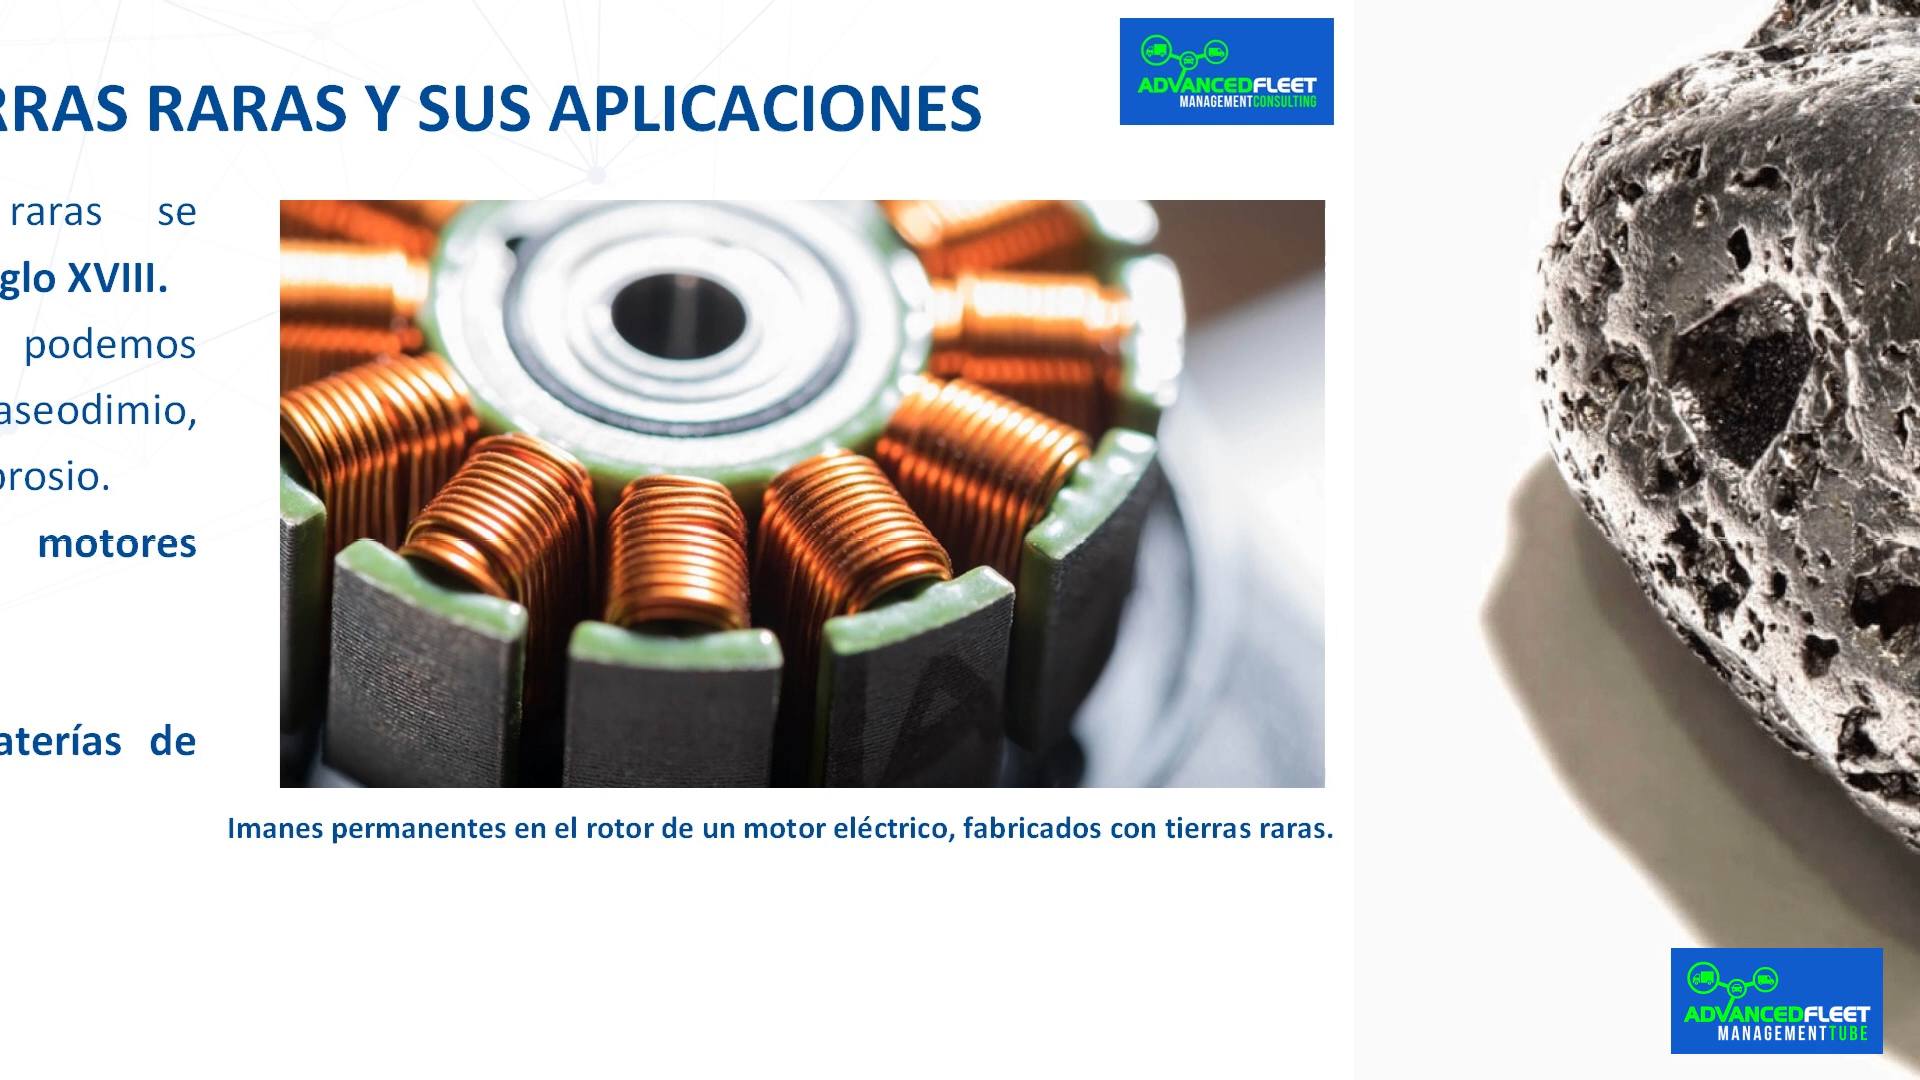 RRAS RARAS Y SUS APLICACIONES
ADVANCEDFLEET
MANAGEMENTCONSULTING
raras se
glo XVIII.
podemos
aseodimio,
prosio.
motores
aterías de
Imanes permanentes en el rotor de un motor eléctrico, fabricados con tierras raras.
ADVANCEDFLEET
MANAGEMENTTUBE